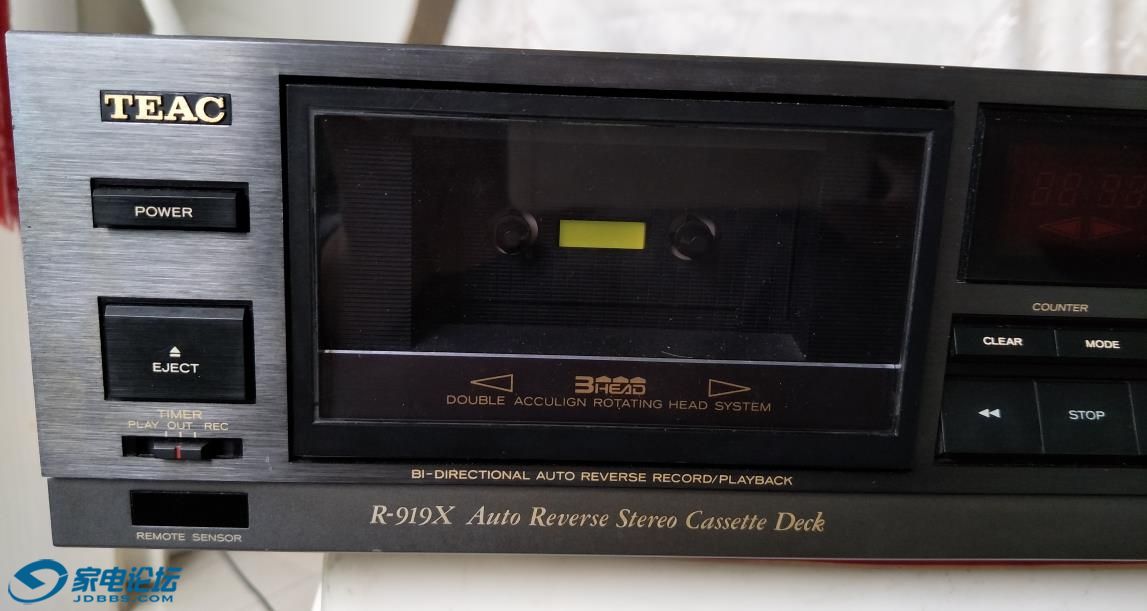 TEAC
POWER
EJECT
TIMER
PLAY OUT REC
REMOTE SENSOR
3HEAD
DOUBLE ACCULIGN ROTATING HEAD SYSTEM
BI-DIRECTIONAL AUTO REVERSE RECORD/PLAYBACK
R-919X Auto Reverse Stereo Cassette Deck
COUNTER
CLEAR
MODE
STOP
家电论坛
JDBBS.COM